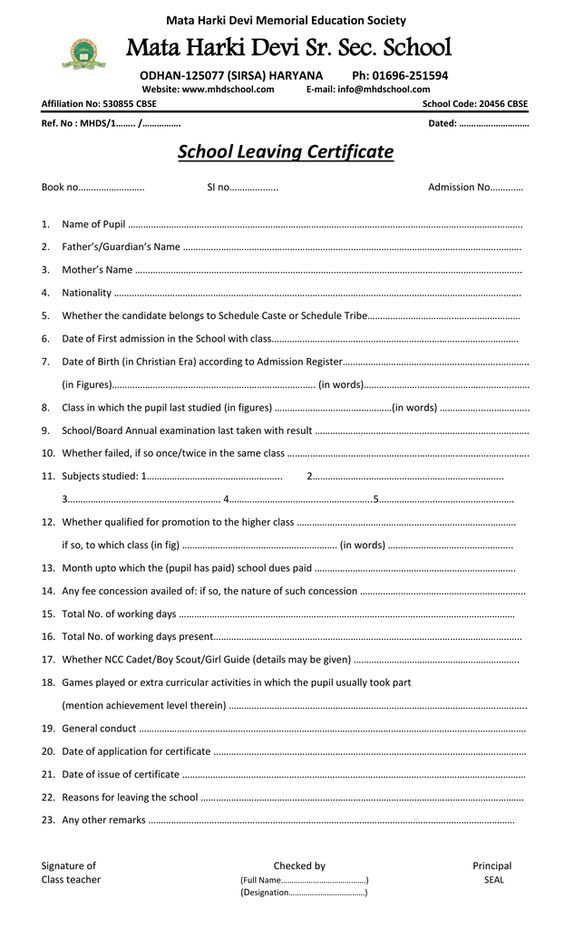 Mata Harki Devi Memorial Education Society
Mata Harki Devi Sr. Sec. School
ODHAN-125077 (SIRSA) HARYANA Ph: 01696-251594
Website: www.mhdschool.com E-mail: info@mhdschool.com
Affiliation No: 530855 CBSE School Code: 20456 CBSE
Ref. No : MHDS/1........ /............... Dated: ..........................
School Leaving Certificate
Book no......................... SI no.................. Admission No............
1. Name of Pupil ..........................................................................................
2. Father's/Guardian's Name ..........................................................................................
3. Mother's Name ..........................................................................................
4. Nationality ..........................................................................................
5. Whether the candidate belongs to Schedule Caste or Schedule Tribe..................................................
6. Date of First admission in the School with class..................................................
7. Date of Birth (in Christian Era) according to Admission Register..................................................
(in Figures).................................................. (in words)..................................................
8. Class in which the pupil last studied (in figures) ........................................(in words) ..............................
9. School/Board Annual examination last taken with result ..................................................
10. Whether failed, if so once/twice in the same class ..................................................
11. Subjects studied: 1........................................ 2..................................................
3.................................................. 4..................................................5..................................................
12. Whether qualified for promotion to the higher class ..................................................
if so, to which class (in fig) .................................................. (in words) ........................................
13. Month upto which the (pupil has paid) school dues paid ..................................................
14. Any fee concession availed of: if so, the nature of such concession ..................................................
15. Total No. of working days ..................................................
16. Total No. of working days present..................................................
17. Whether NCC Cadet/Boy Scout/Girl Guide (details may be given) ..................................................
18. Games played or extra curricular activities in which the pupil usually took part
(mention achievement level therein) ..................................................
19. General conduct ..................................................
20. Date of application for certificate ..................................................
21. Date of issue of certificate ..................................................
22. Reasons for leaving the school ..................................................
23. Any other remarks ..................................................
Signature of Checked by Principal
Class teacher (Full Name..............................) SEAL
(Designation............................)